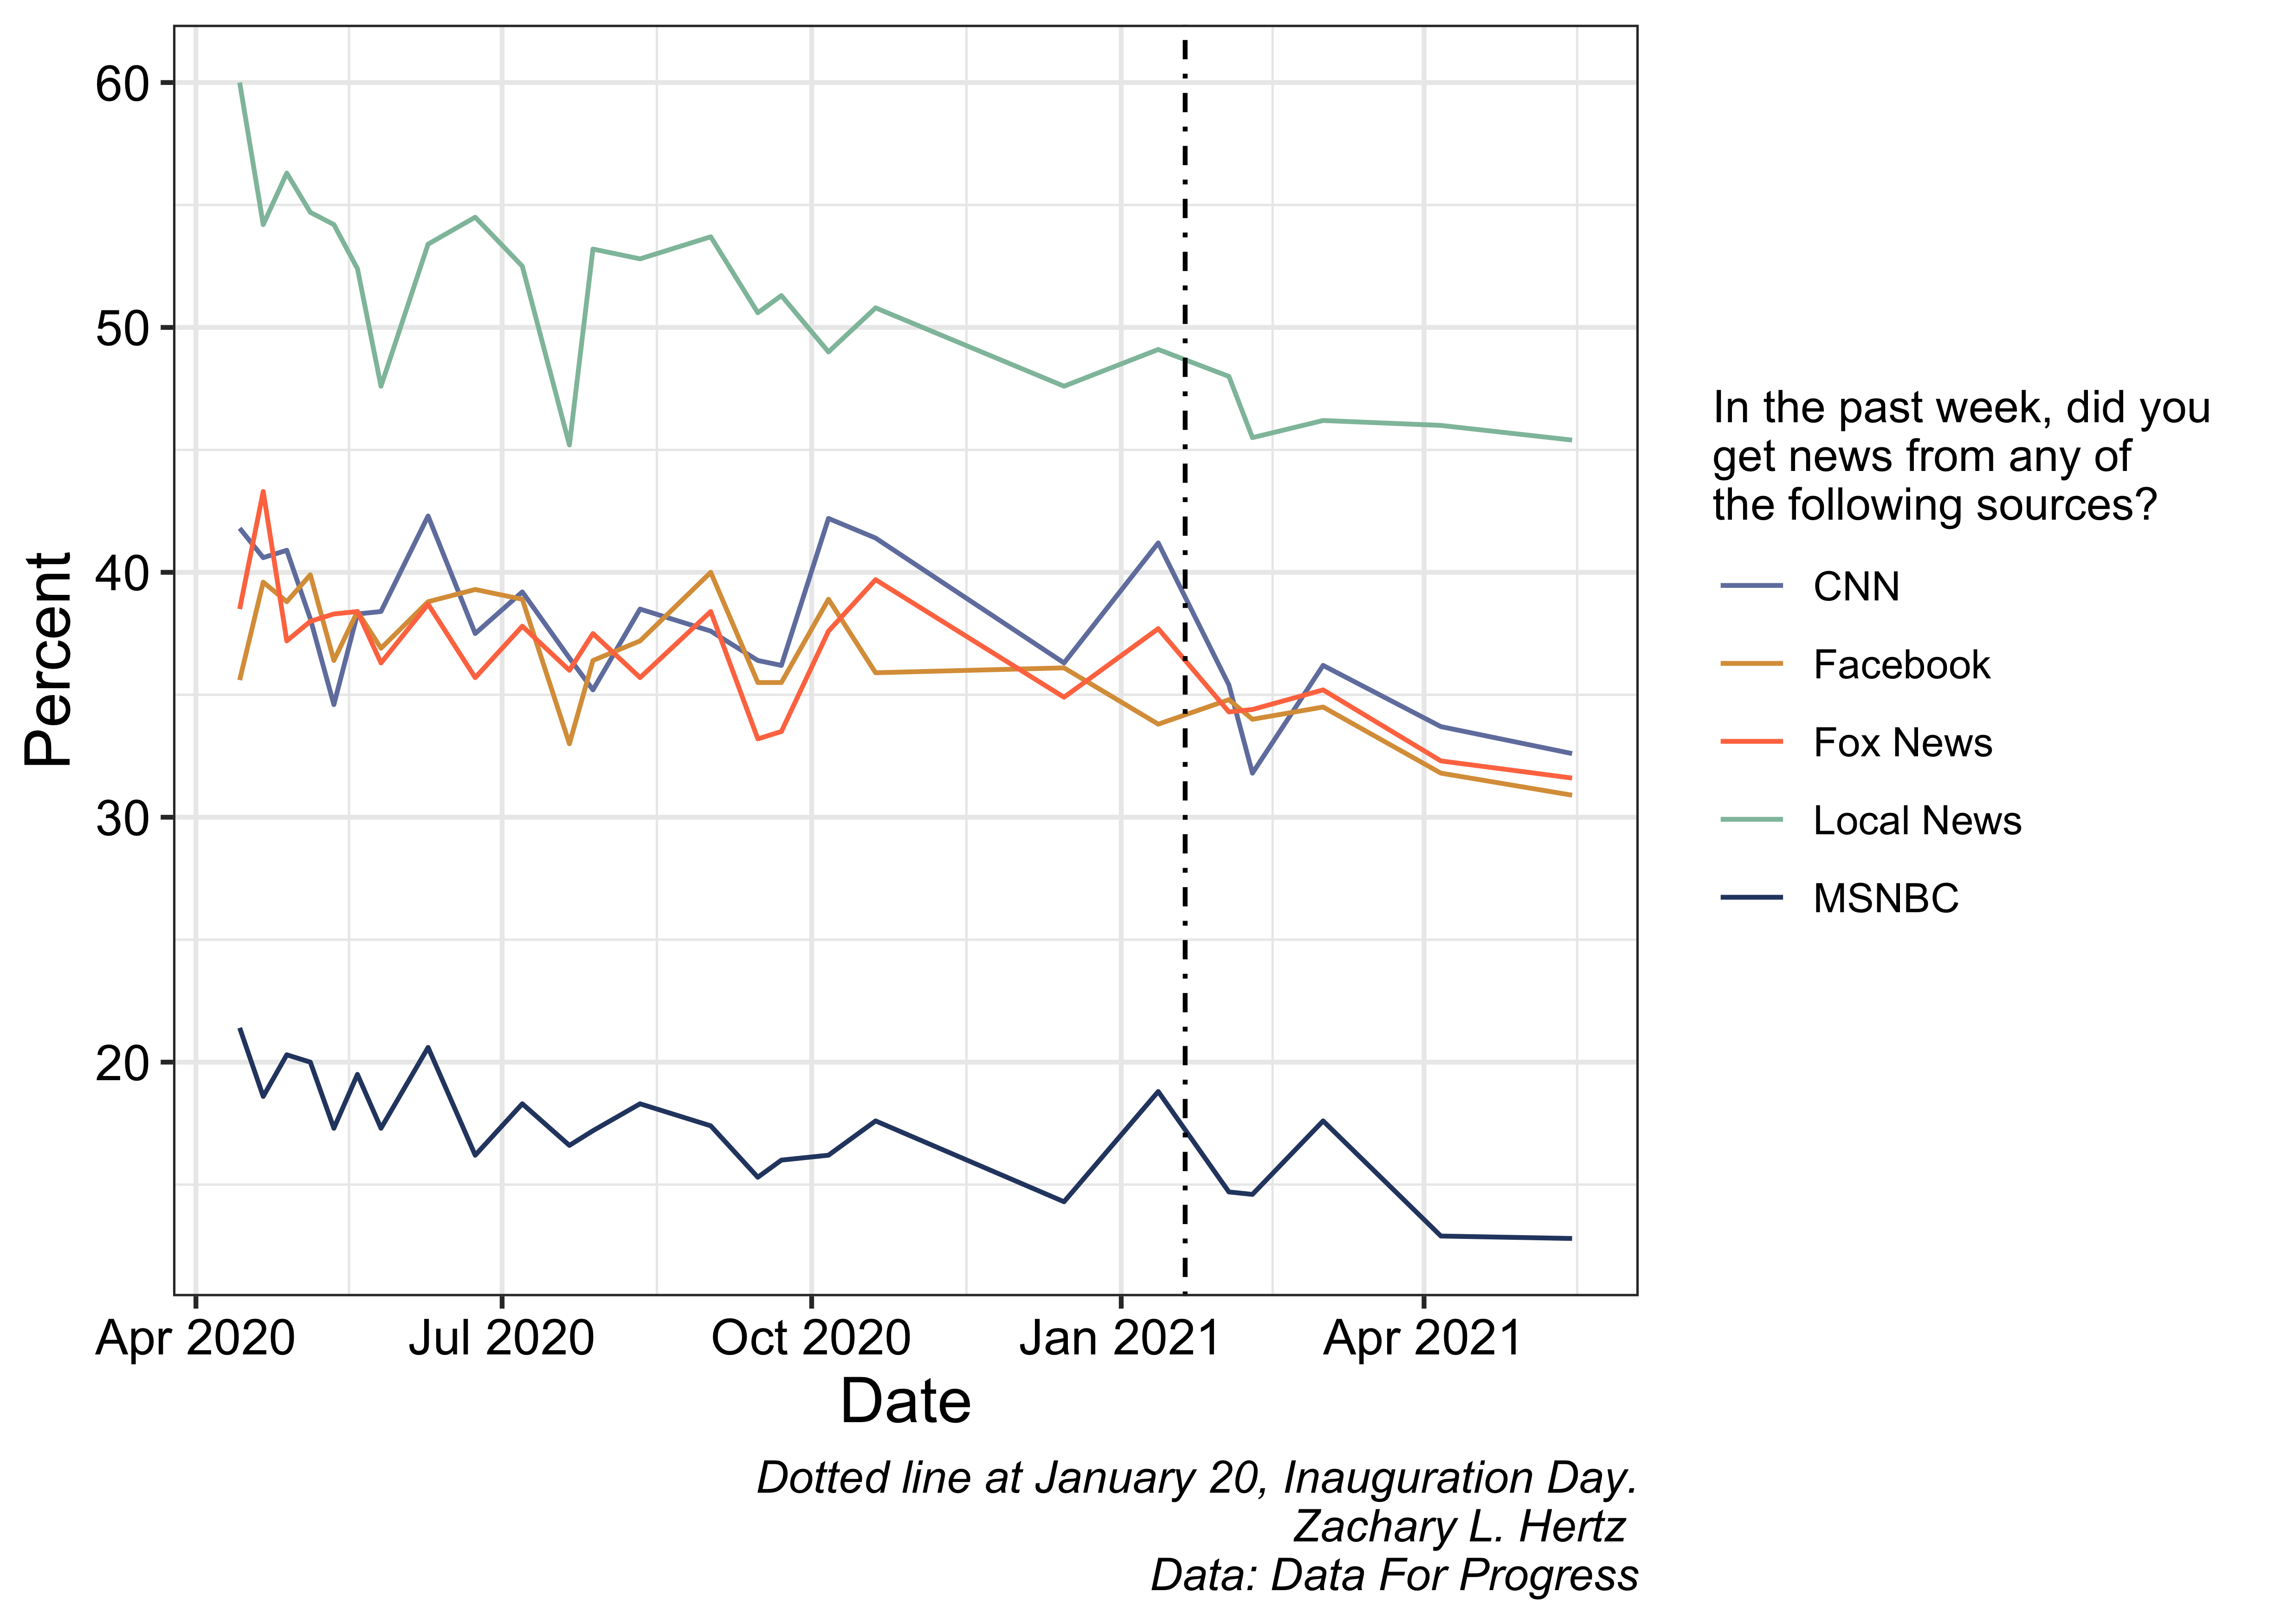 60
50
40
30
20
Percent
Apr 2020
Jul 2020
Oct 2020
Jan 2021
Apr 2021
Date
In the past week, did you
get news from any of
the following sources?
CNN
Facebook
Fox News
Local News
MSNBC
Dotted line at January 20, Inauguration Day.
Zachary L. Hertz
Data: Data For Progress